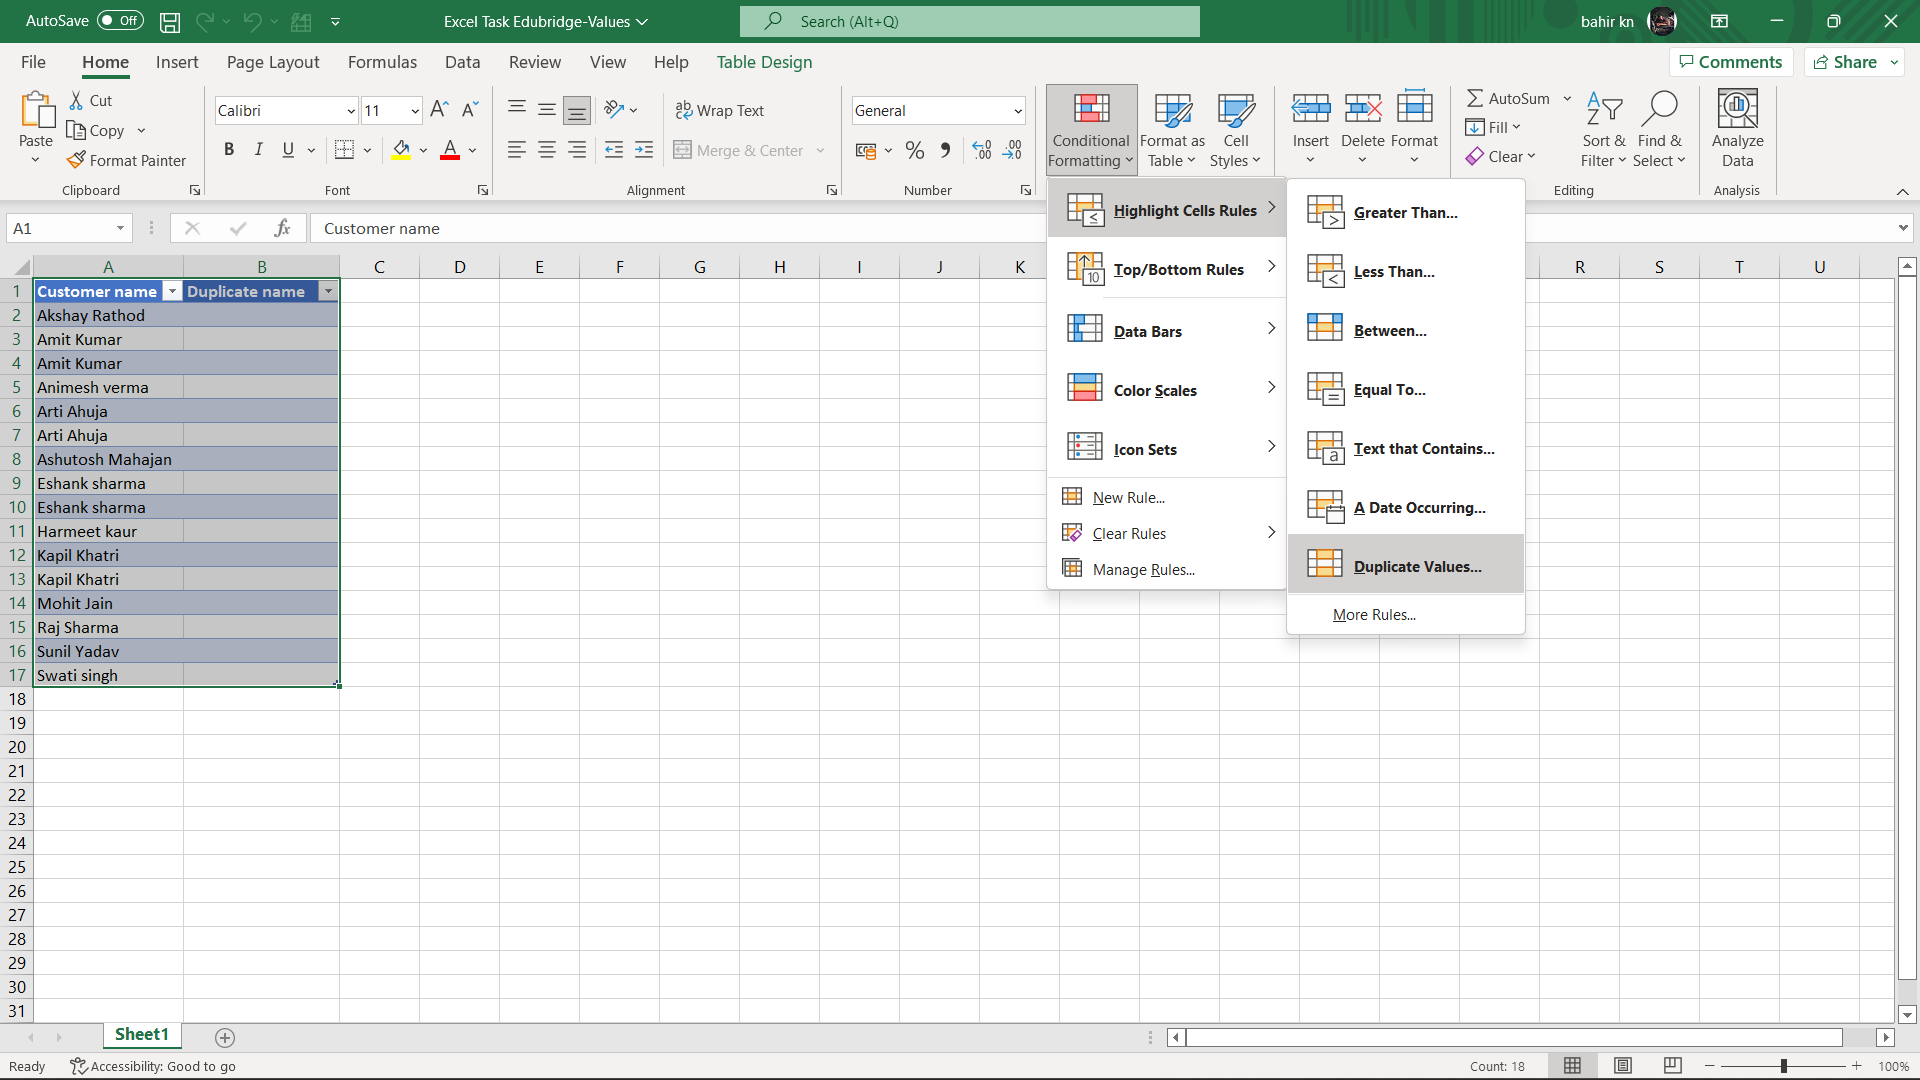 AutoSave Off Excel Task Edubridge-Values Search (Alt+Q) bahir kn
File Home Insert Page Layout Formulas Data Review View Help Table Design Comments Share
Paste
Cut
Copy
Format Painter
Clipboard
Calibri 11
B I U A
Font
Wrap Text
Merge & Center
Alignment
General
% , .00 .00
Number
Conditional Formatting
Format as Table
Cell Styles
Insert
Delete
Format
AutoSum
Fill
Clear
Sort & Filter
Find & Select
Editing
Analyze Data
Analysis
A1 fx Customer name
A B C D E F G H I J K R S T U
1 Customer name Duplicate name
2 Akshay Rathod
3 Amit Kumar
4 Amit Kumar
5 Animesh verma
6 Arti Ahuja
7 Arti Ahuja
8 Ashutosh Mahajan
9 Eshank sharma
10 Eshank sharma
11 Harmeet kaur
12 Kapil Khatri
13 Kapil Khatri
14 Mohit Jain
15 Raj Sharma
16 Sunil Yadav
17 Swati singh
18
19
20
21
22
23
24
25
26
27
28
29
30
31
Highlight Cells Rules
Top/Bottom Rules
Data Bars
Color Scales
Icon Sets
New Rule...
Clear Rules
Manage Rules...
Greater Than...
Less Than...
Between...
Equal To...
Text that Contains...
A Date Occurring...
Duplicate Values...
More Rules...
Sheet1
Ready Accessibility: Good to go Count: 18 100%